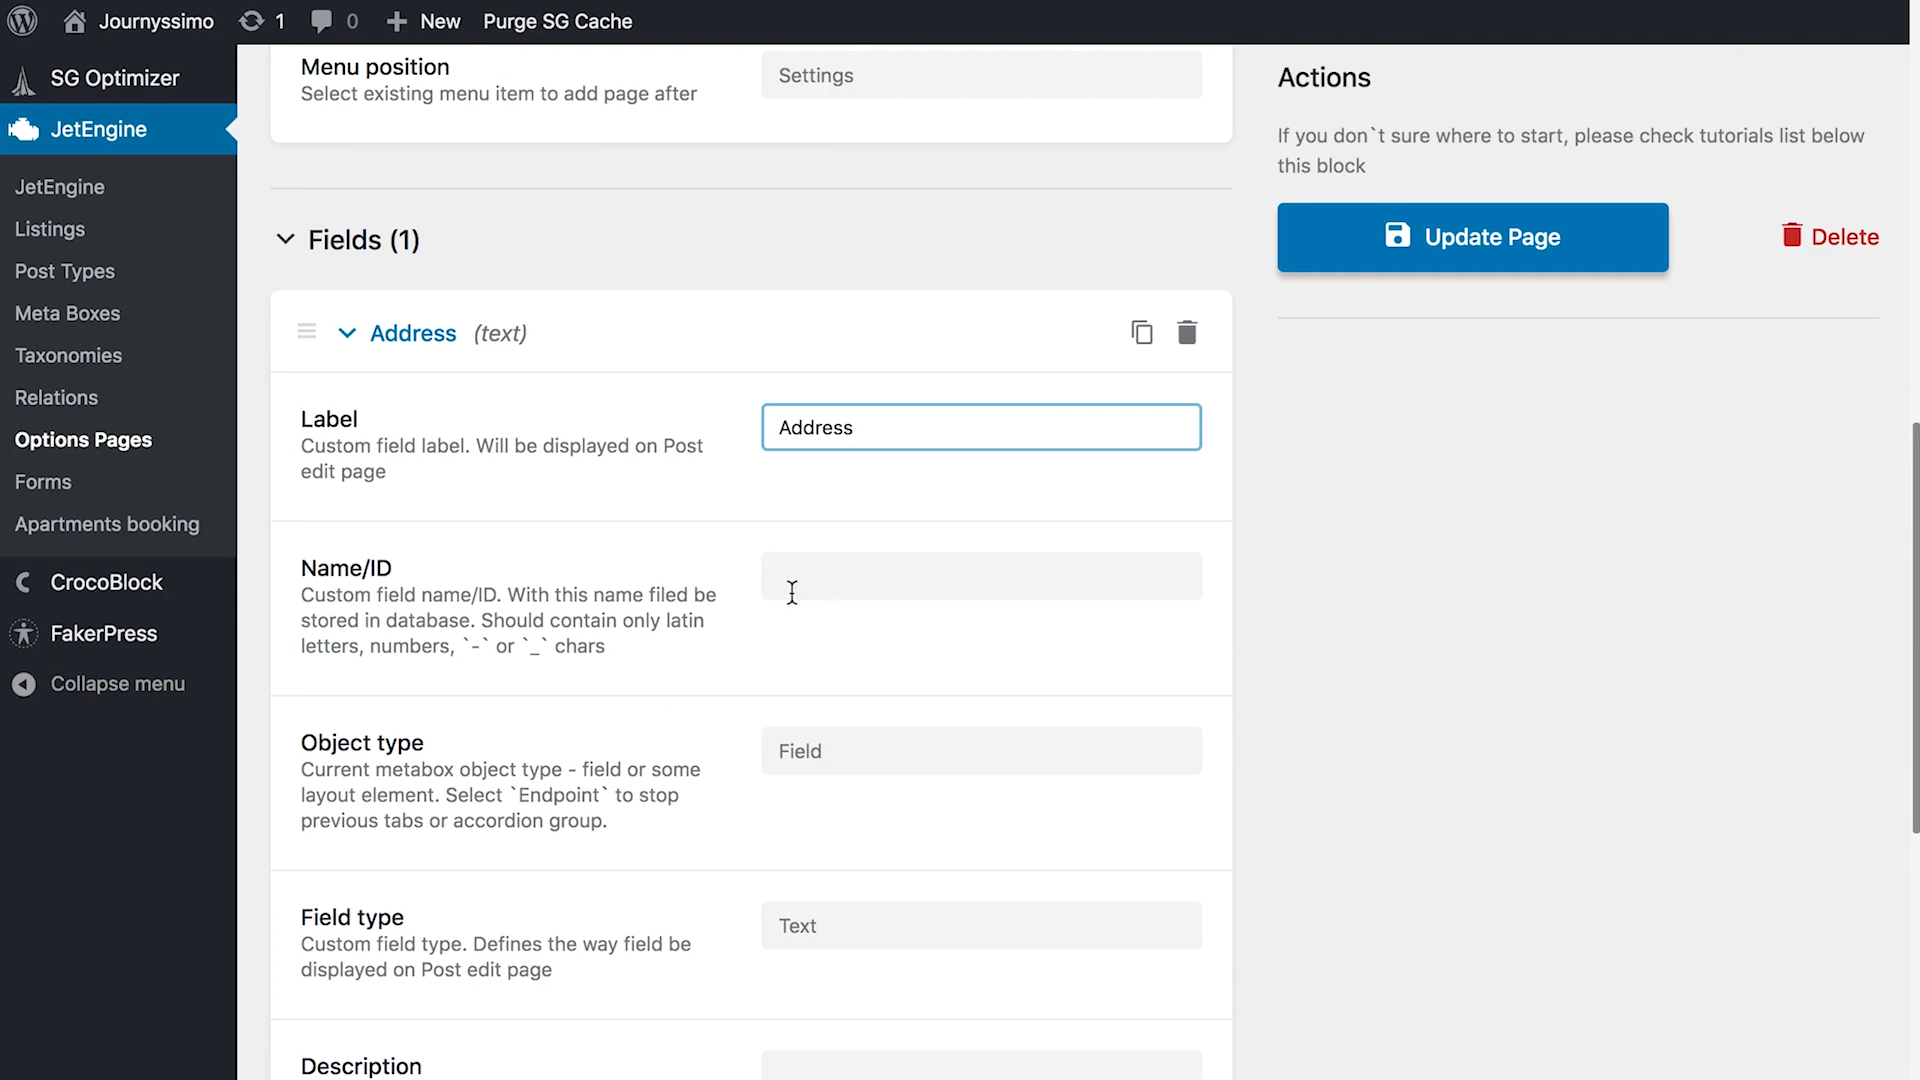 Journyssimo 1 0 New Purge SG Cache
SG Optimizer
JetEngine
JetEngine
Listings
Post Types
Meta Boxes
Taxonomies
Relations
Options Pages
Forms
Apartments booking
CrocoBlock
FakerPress
Collapse menu
Menu position
Select existing menu item to add page after
Settings
Fields (1)
Address (text)
Label
Custom field label. Will be displayed on Post
edit page
Address
Name/ID
Custom field name/ID. With this name filed be
stored in database. Should contain only latin
letters, numbers, `-` or `_` chars
Object type
Current metabox object type - field or some
layout element. Select `Endpoint` to stop
previous tabs or accordion group.
Field
Field type
Custom field type. Defines the way field be
displayed on Post edit page
Text
Description
Actions
If you don`t sure where to start, please check tutorials list below
this block
Update Page
Delete